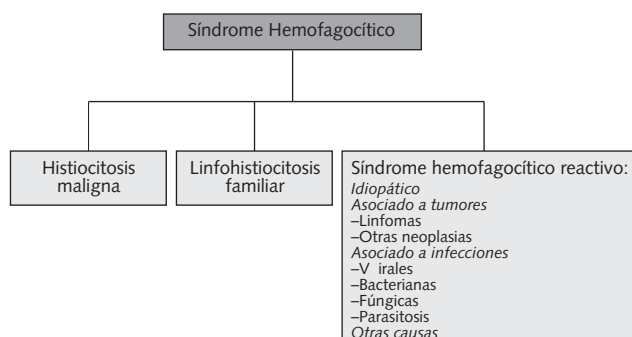 Síndrome Hemofagocítico
Histiocitosis
maligna
Linfohistiocitosis
familiar
Síndrome hemofagocítico reactivo:
Idiopático
Asociado a tumores
–Linfomas
–Otras neoplasias
Asociado a infecciones
–V irales
–Bacterianas
–Fúngicas
–Parasitosis
Otras causas